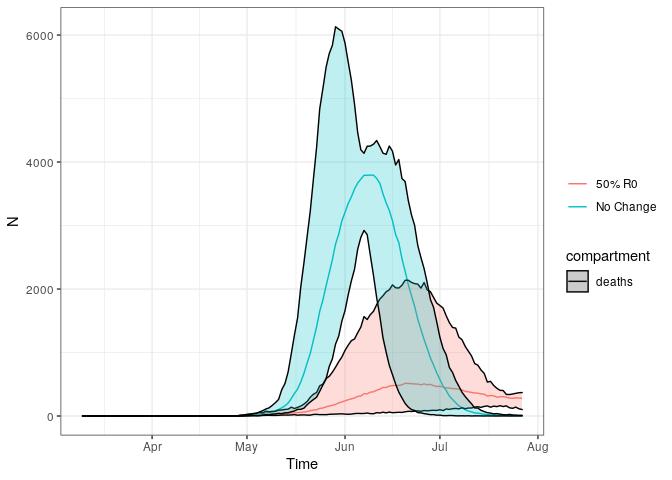 6000
4000
2000
0
N
Apr
May
Jun
Jul
Aug
Time
50% R0
No Change
compartment
deaths